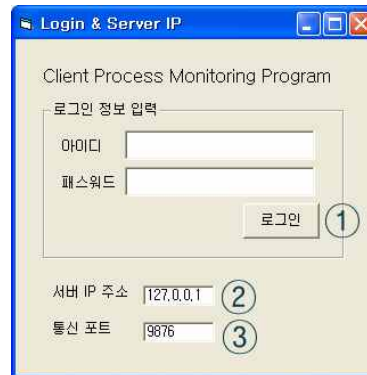 Login & Server IP
Client Process Monitoring Program
로그인 정보 입력
아이디
패스워드
로그인 ①
서버 IP 주소 127.0.0.1 ②
통신 포트 9876 ③